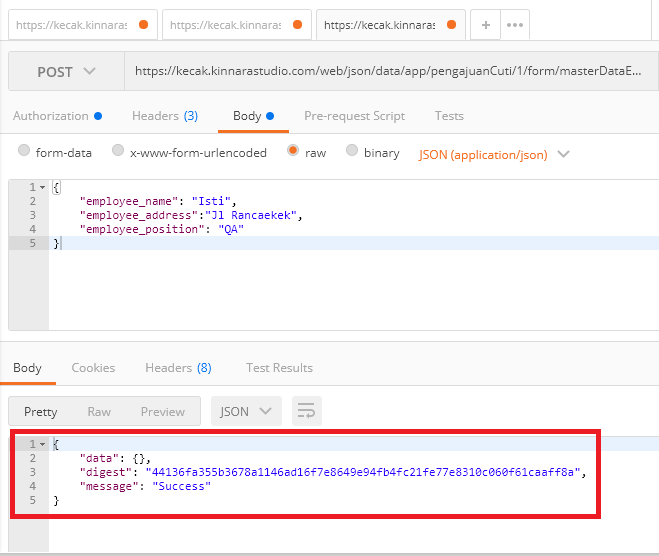 https://kecak.kinnaras https://kecak.kinnaras https://kecak.kinnaras + •••
POST https://kecak.kinnarastudio.com/web/json/data/app/pengajuanCuti/1/form/masterDataE...
Authorization Headers (3) Body Pre-request Script Tests
form-data x-www-form-urlencoded raw binary JSON (application/json)
1 {
2 "employee_name": "Isti",
3 "employee_address":"Jl Rancaekek",
4 "employee_position": "QA"
5 }
Body Cookies Headers (8) Test Results
Pretty Raw Preview JSON
1 {
2 "data": {},
3 "digest": "44136fa355b3678a1146ad16f7e8649e94fb4fc21fe77e8310c060f61caaff8a",
4 "message": "Success"
5 }